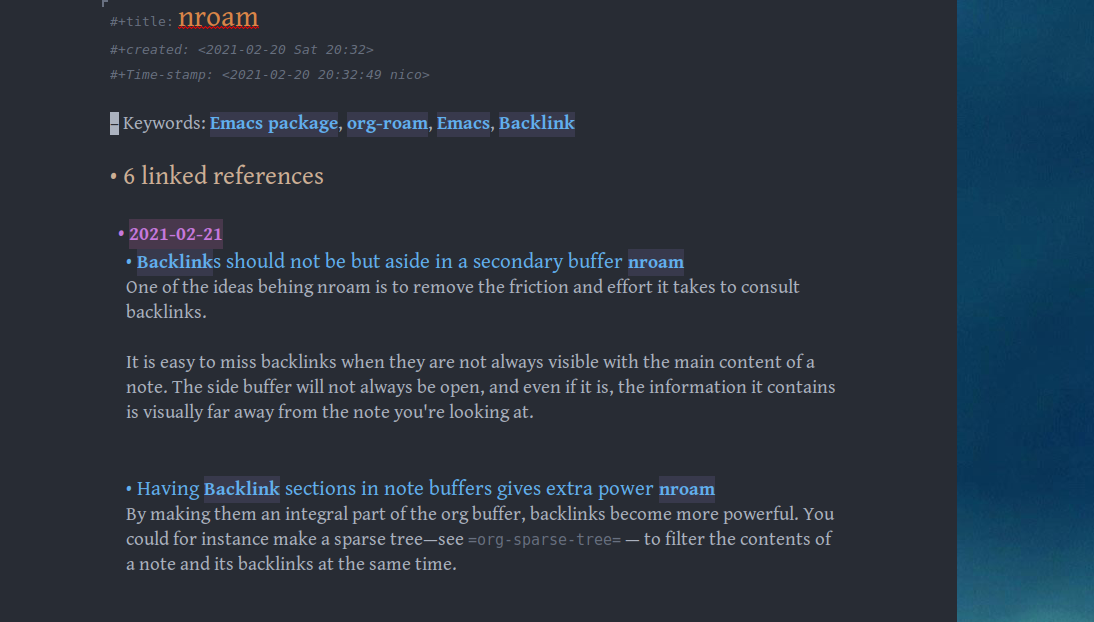 #+title: nroam
#+created: <2021-02-20 Sat 20:32>
#+Time-stamp: <2021-02-20 20:32:49 nico>
- Keywords: Emacs package, org-roam, Emacs, Backlink
• 6 linked references
• 2021-02-21
• Backlinks should not be but aside in a secondary buffer nroam
One of the ideas behing nroam is to remove the friction and effort it takes to consult
backlinks.
It is easy to miss backlinks when they are not always visible with the main content of a
note. The side buffer will not always be open, and even if it is, the information it contains
is visually far away from the note you're looking at.
• Having Backlink sections in note buffers gives extra power nroam
By making them an integral part of the org buffer, backlinks become more powerful. You
could for instance make a sparse tree—see =org-sparse-tree= — to filter the contents of
a note and its backlinks at the same time.